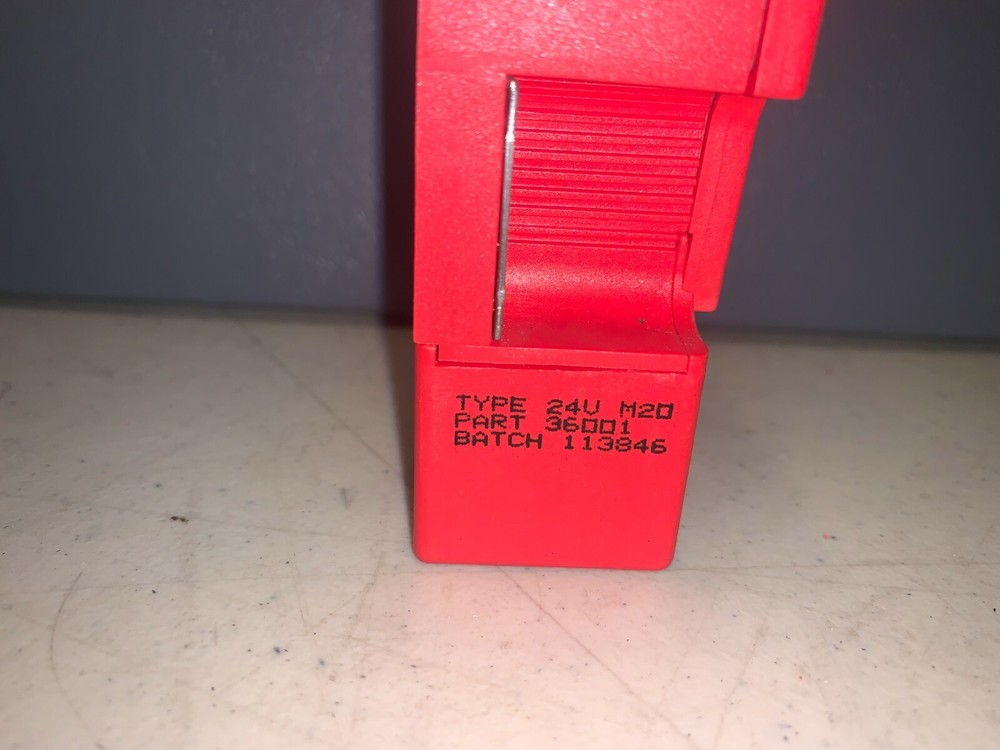 TYPE 24V M20
PART 36001
BATCH 113846